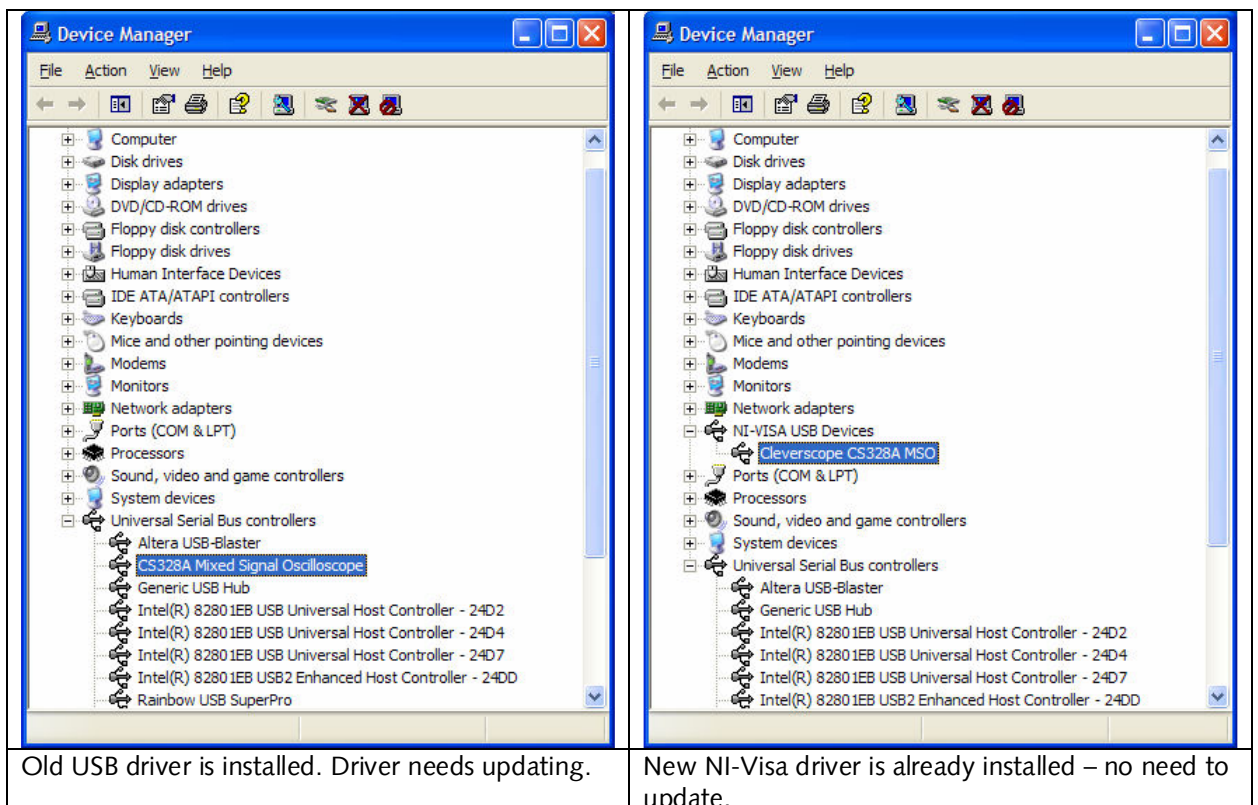 Device Manager
File Action View Help
Computer
Disk drives
Display adapters
DVD/CD-ROM drives
Floppy disk controllers
Floppy disk drives
Human Interface Devices
IDE ATA/ATAPI controllers
Keyboards
Mice and other pointing devices
Modems
Monitors
Network adapters
Ports (COM & LPT)
Processors
Sound, video and game controllers
System devices
Universal Serial Bus controllers
Altera USB-Blaster
CS328A Mixed Signal Oscilloscope
Generic USB Hub
Intel(R) 82801EB USB Universal Host Controller - 24D2
Intel(R) 82801EB USB Universal Host Controller - 24D4
Intel(R) 82801EB USB Universal Host Controller - 24D7
Intel(R) 82801EB USB2 Enhanced Host Controller - 24DD
Rainbow USB SuperPro
Old USB driver is installed. Driver needs updating.
Device Manager
File Action View Help
Computer
Disk drives
Display adapters
DVD/CD-ROM drives
Floppy disk controllers
Floppy disk drives
Human Interface Devices
IDE ATA/ATAPI controllers
Keyboards
Mice and other pointing devices
Modems
Monitors
Network adapters
NI-VISA USB Devices
Cleverscope CS328A MSO
Ports (COM & LPT)
Processors
Sound, video and game controllers
System devices
Universal Serial Bus controllers
Altera USB-Blaster
Generic USB Hub
Intel(R) 82801EB USB Universal Host Controller - 24D2
Intel(R) 82801EB USB Universal Host Controller - 24D4
Intel(R) 82801EB USB Universal Host Controller - 24D7
Intel(R) 82801EB USB2 Enhanced Host Controller - 24DD
New NI-Visa driver is already installed – no need to
update.